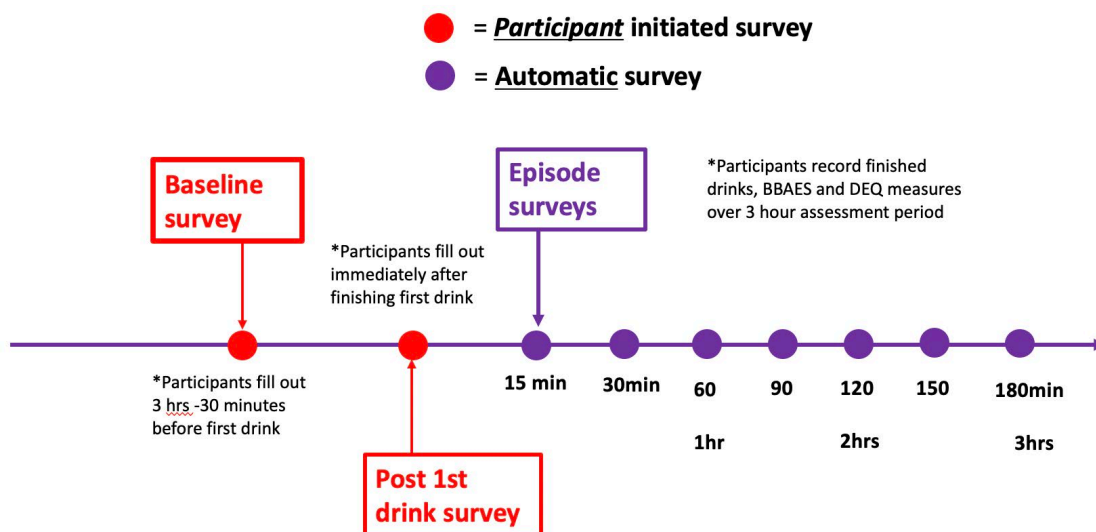 = Participant initiated survey
= Automatic survey
Baseline
survey
Episode
surveys
*Participants record finished
drinks, BBAES and DEQ measures
over 3 hour assessment period
*Participants fill out
immediately after
finishing first drink
15 min
30min
60
90
120
150
180min
1hr
2hrs
3hrs
*Participants fill out
3 hrs -30 minutes
before first drink
Post 1st
drink survey